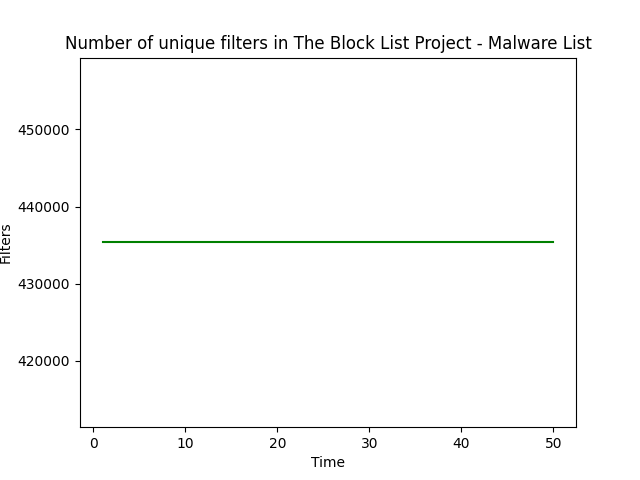 Number of unique filters in The Block List Project - Malware List
450000
440000
430000
420000
Filters
0 10 20 30 40 50
Time